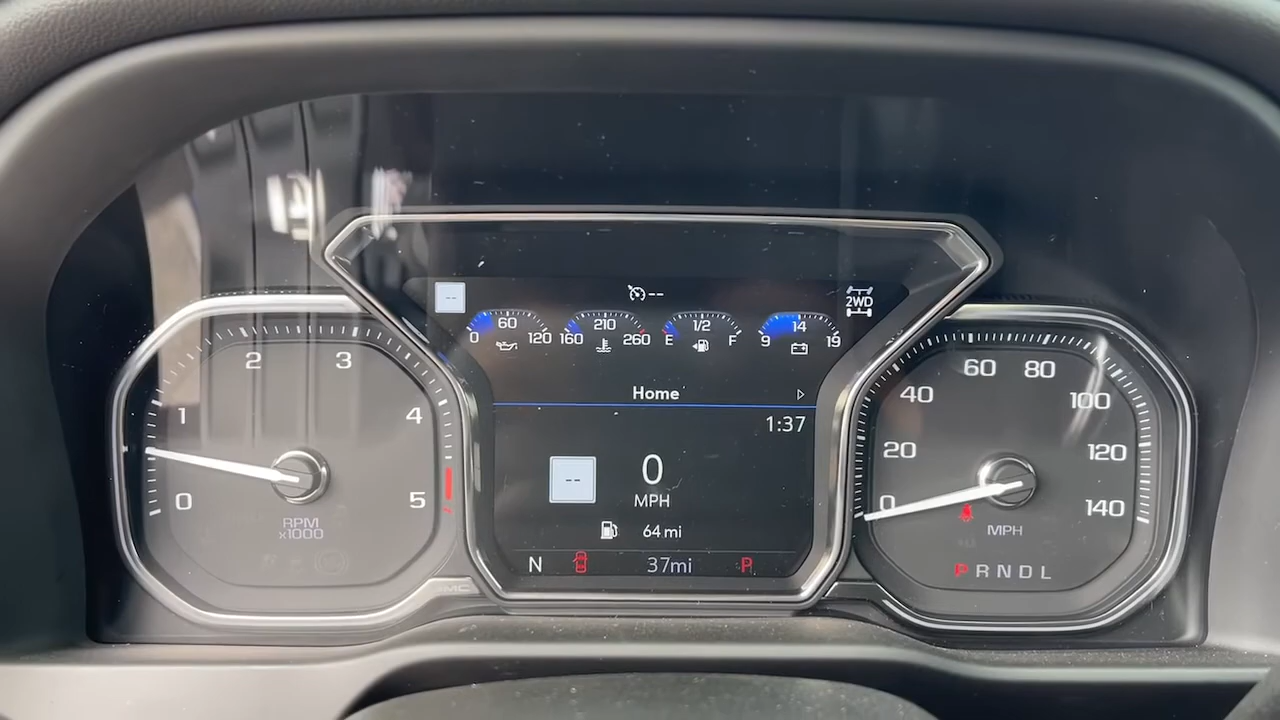 --
--
2WD
0 60 120
160 210 260
E 1/2 F
9 14 19
Home
1:37
--
0
MPH
64 mi
N
37mi
P
0
1
2
3
4
5
RPM
x1000
GMC
0
20
40
60
80
100
120
140
MPH
P R N D L